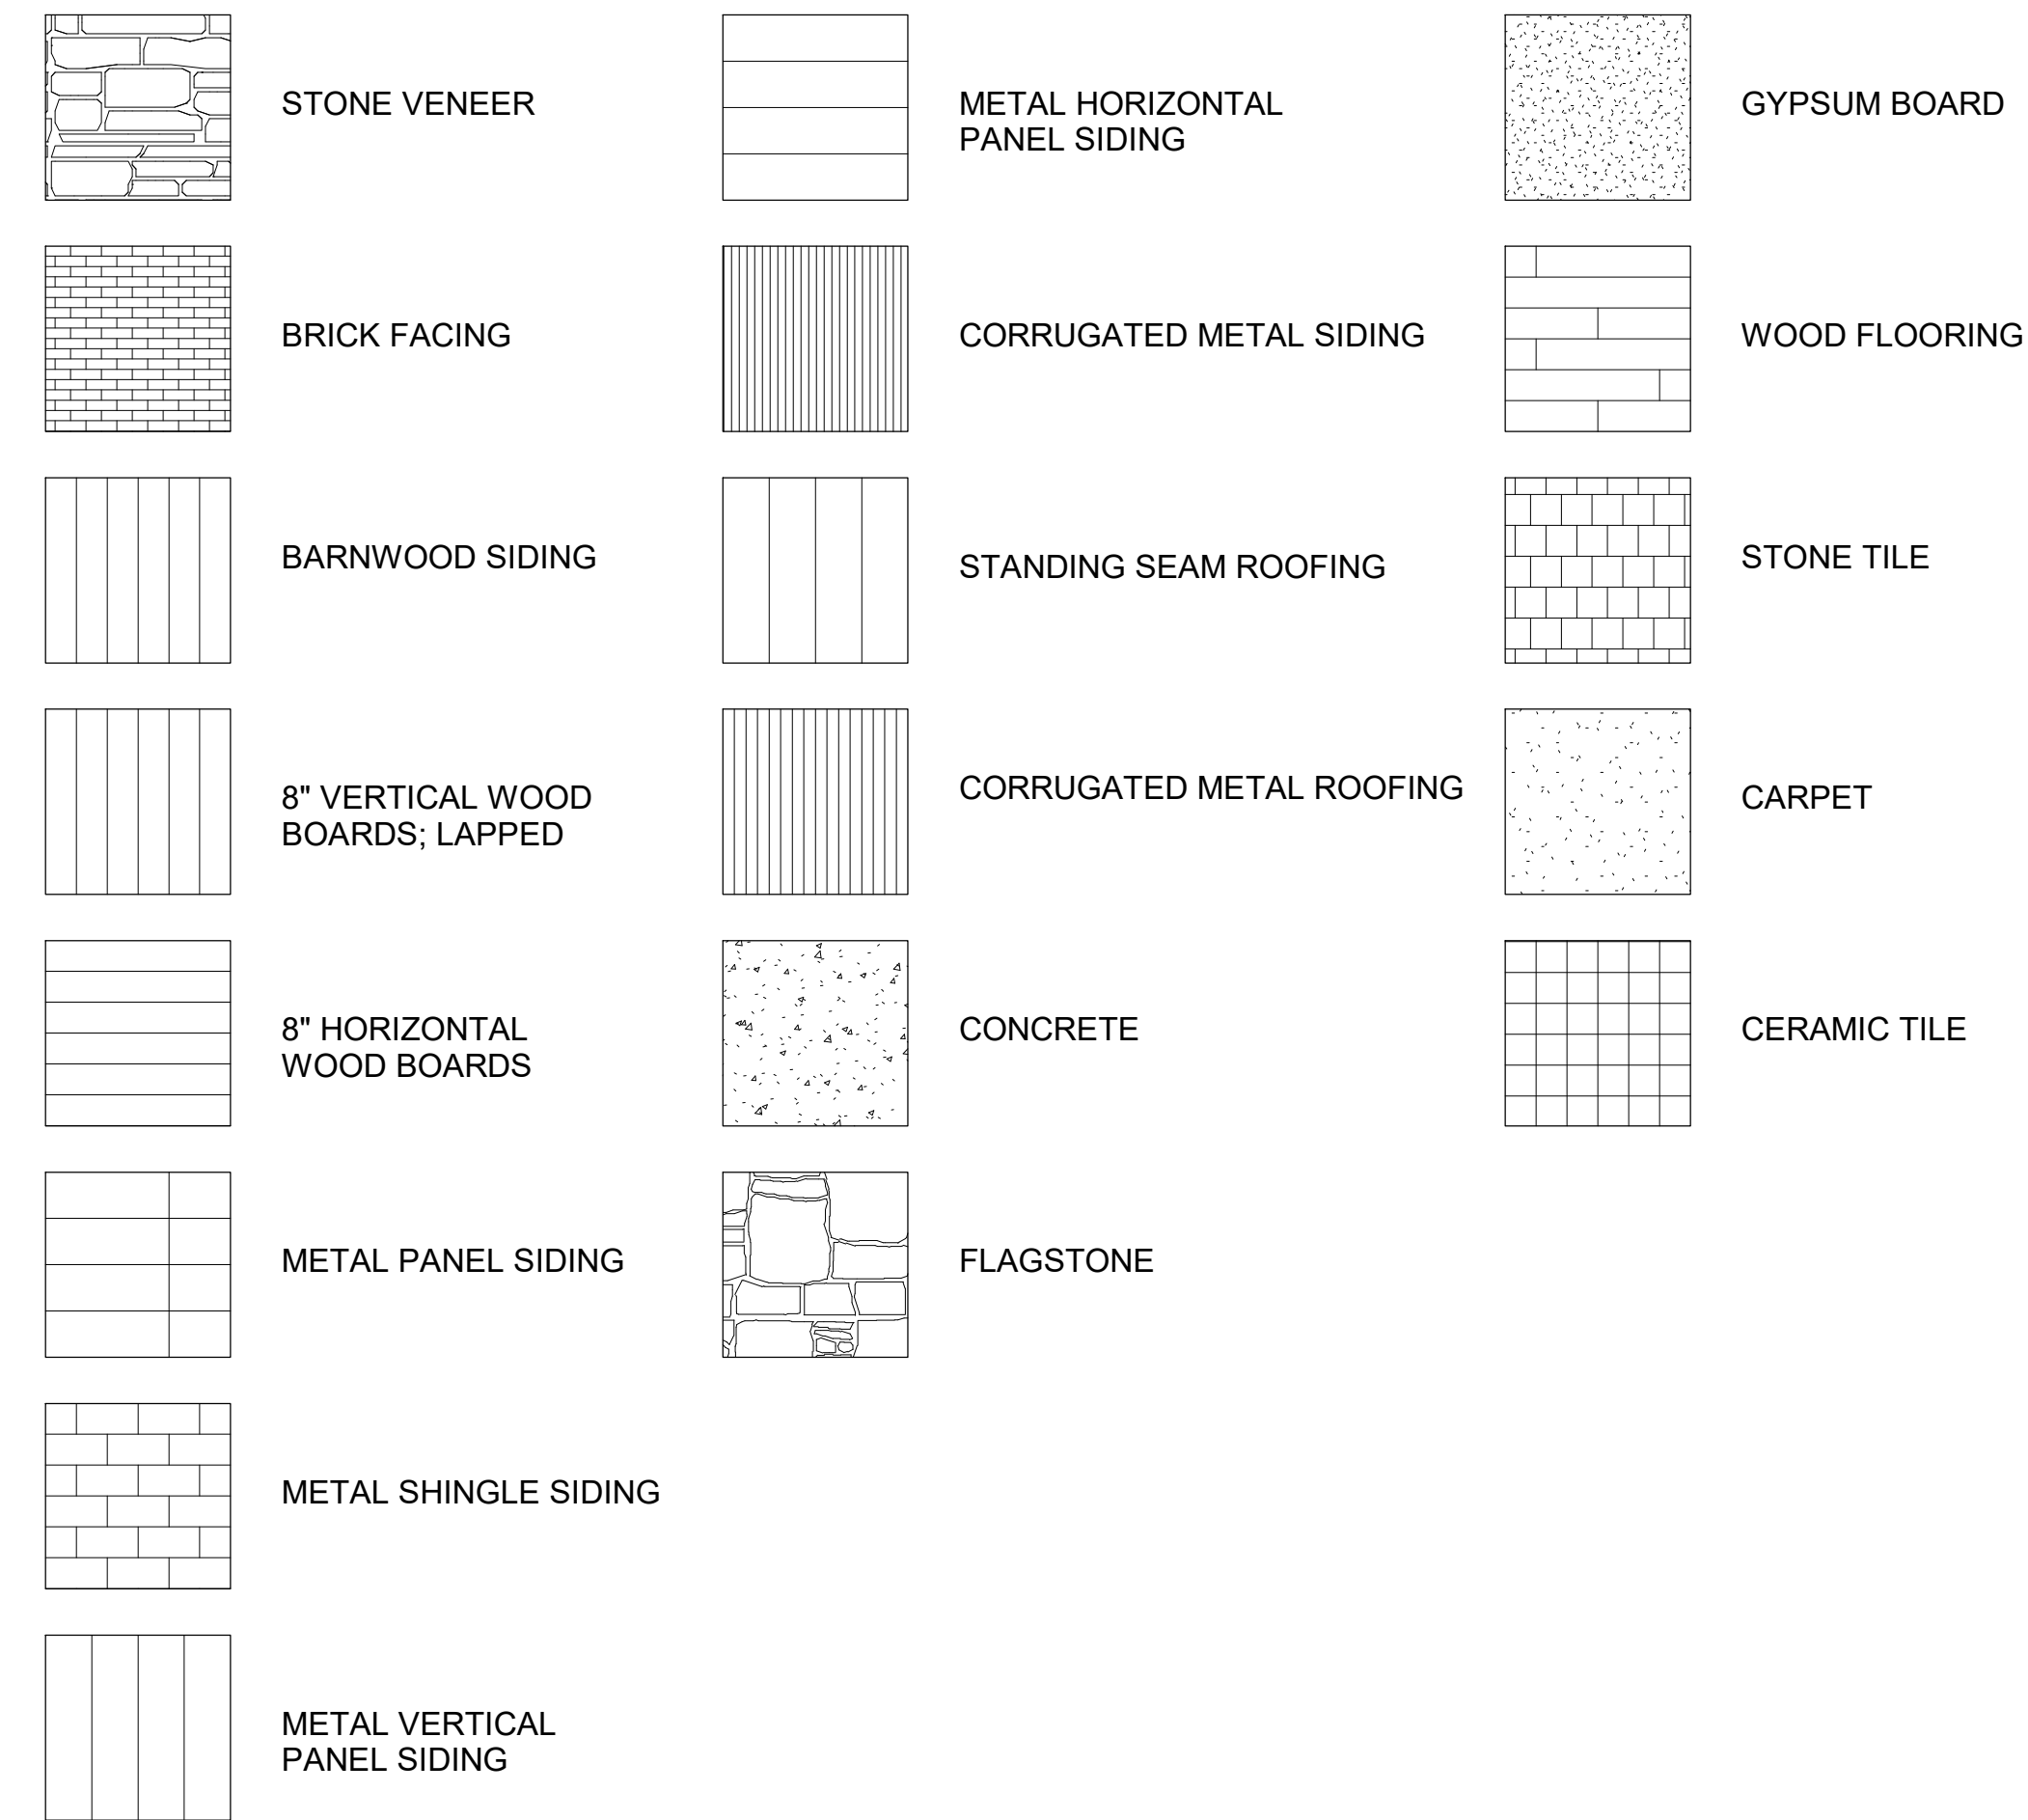 STONE VENEER
BRICK FACING
BARNWOOD SIDING
8" VERTICAL WOOD
BOARDS; LAPPED
8" HORIZONTAL
WOOD BOARDS
METAL PANEL SIDING
METAL SHINGLE SIDING
METAL VERTICAL
PANEL SIDING
METAL HORIZONTAL
PANEL SIDING
CORRUGATED METAL SIDING
STANDING SEAM ROOFING
CORRUGATED METAL ROOFING
CONCRETE
FLAGSTONE
GYPSUM BOARD
WOOD FLOORING
STONE TILE
CARPET
CERAMIC TILE